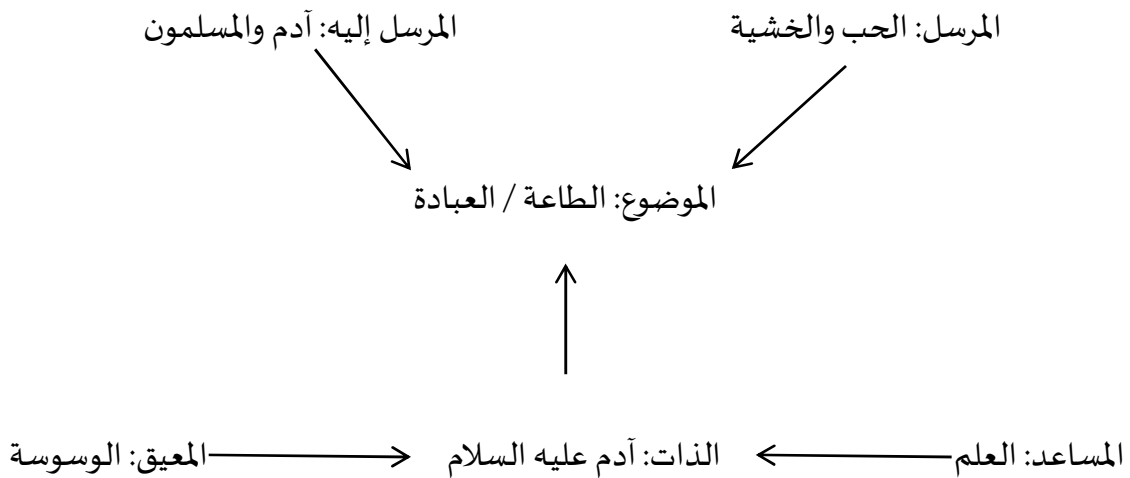 المرسل: الحب والخشية
المرسل إليه: آدم والمسلمون
الموضوع: الطاعة / العبادة
المساعد: العلم
الذات: آدم عليه السلام
المعيق: الوسوسة